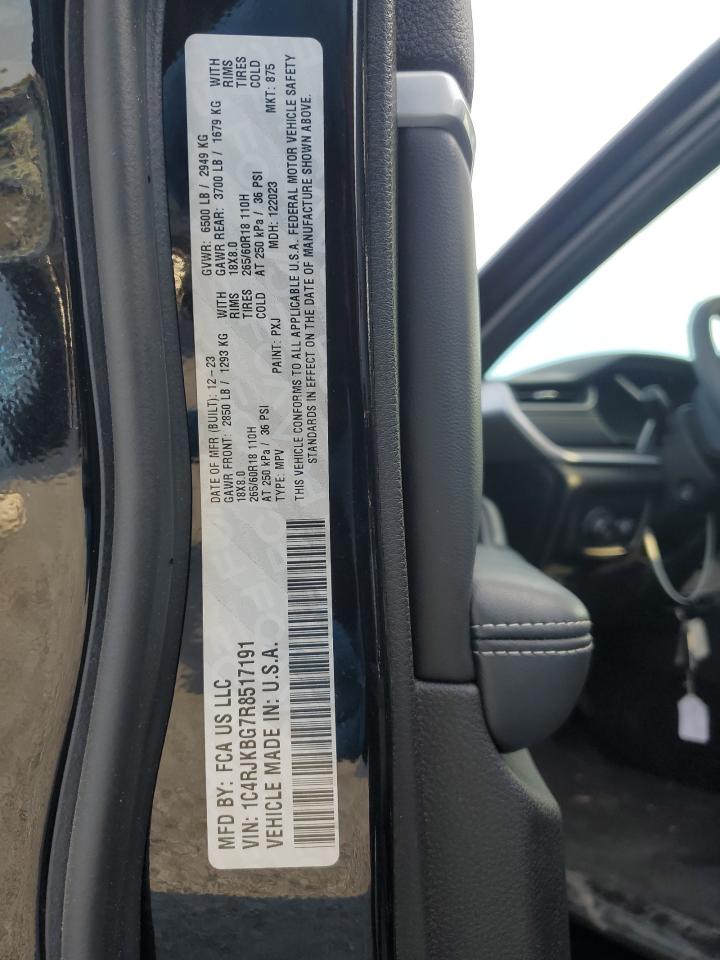 MFD BY: FCA US LLC
VIN: 1C4RJKBG7R8517191
VEHICLE MADE IN: U.S.A.
DATE OF MFR (BUILT): 12-23 GVWR: 6500 LB / 2949 KG
GAWR FRONT: 2850 LB / 1293 KG WITH GAWR REAR: 3700 LB / 1679 KG WITH
18X8.0 RIMS 18X8.0 RIMS
265/60R18 110H TIRES 265/60R18 110H TIRES
AT 250 kPa / 36 PSI COLD AT 250 kPa / 36 PSI COLD
TYPE: MPV PAINT: PXJ MDH: 122023 MKT: 875
THIS VEHICLE CONFORMS TO ALL APPLICABLE U.S.A. FEDERAL MOTOR VEHICLE SAFETY
STANDARDS IN EFFECT ON THE DATE OF MANUFACTURE SHOWN ABOVE.